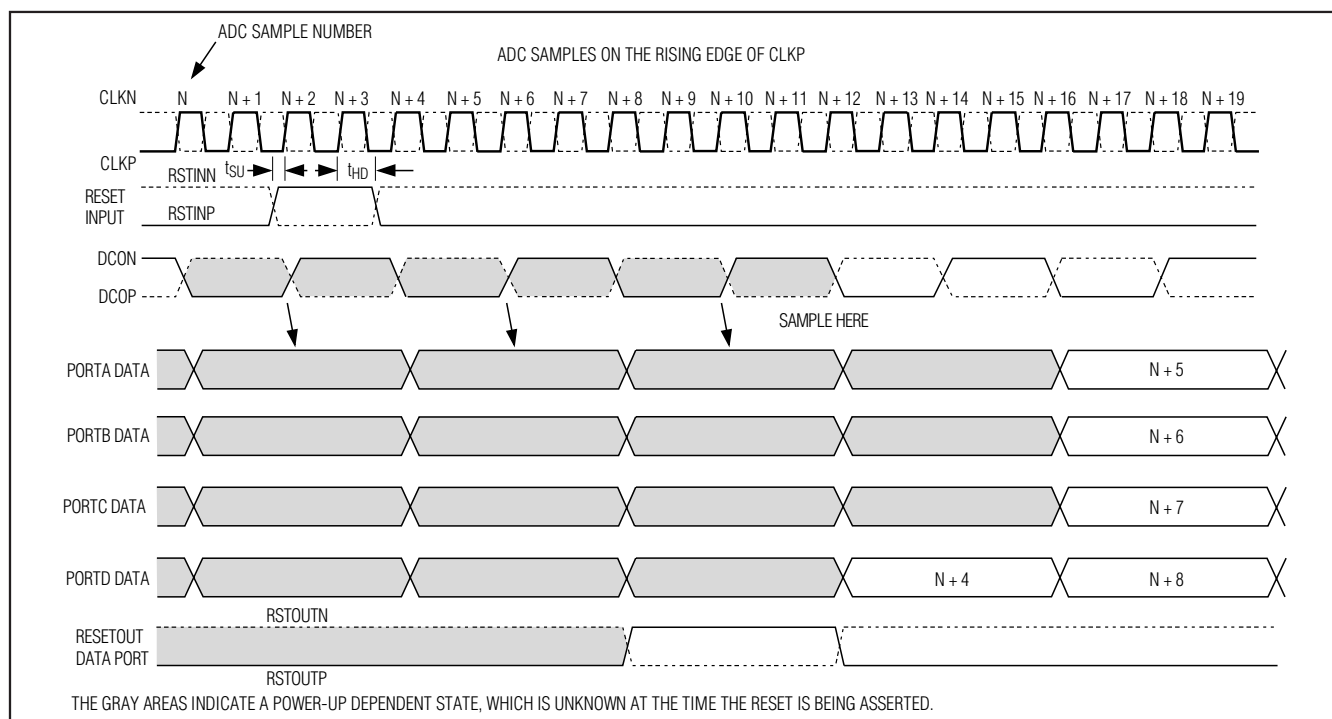 ADC SAMPLE NUMBER
ADC SAMPLES ON THE RISING EDGE OF CLKP
CLKN N N + 1 N + 2 N + 3 N + 4 N + 5 N + 6 N + 7 N + 8 N + 9 N + 10 N + 11 N + 12 N + 13 N + 14 N + 15 N + 16 N + 17 N + 18 N + 19
CLKP
RSTINN tSU tHD
RESET
INPUT
RSTINP
DCON
DCOP
SAMPLE HERE
PORTA DATA N + 5
PORTB DATA N + 6
PORTC DATA N + 7
PORTD DATA N + 4 N + 8
RSTOUTN
RESETOUT
DATA PORT
RSTOUTP
THE GRAY AREAS INDICATE A POWER-UP DEPENDENT STATE, WHICH IS UNKNOWN AT THE TIME THE RESET IS BEING ASSERTED.